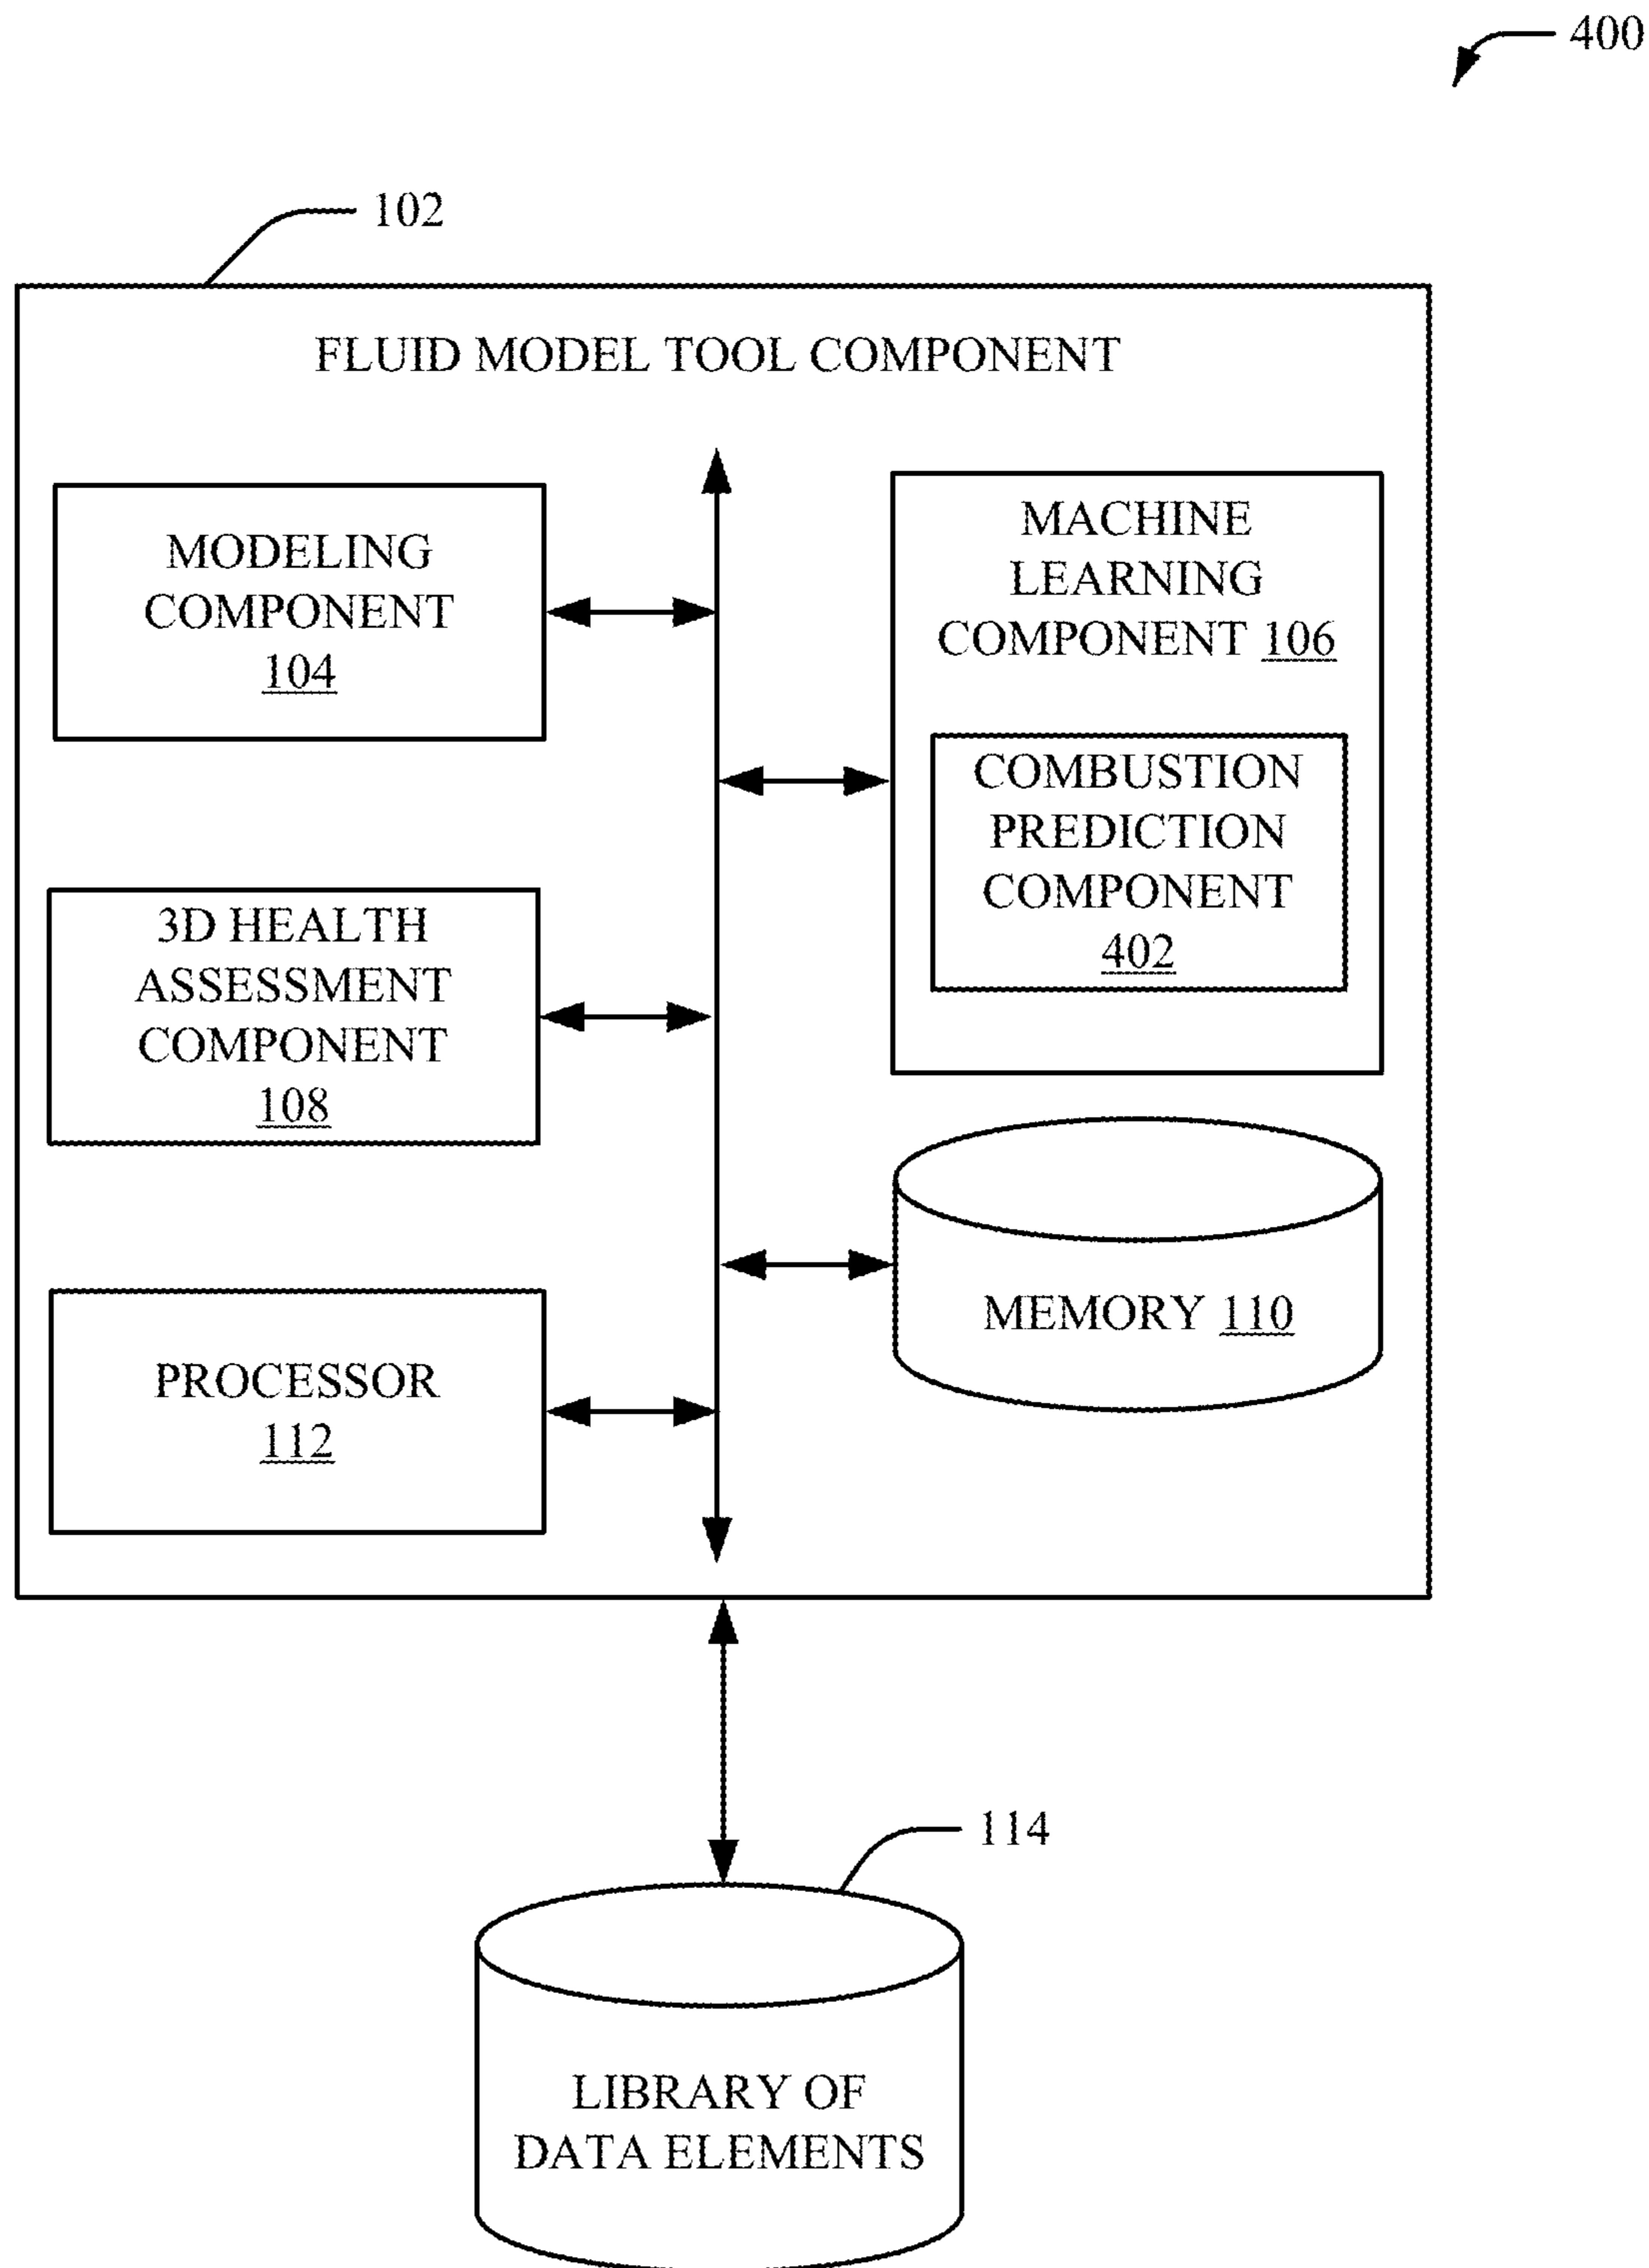 400
102
FLUID MODEL TOOL COMPONENT
MODELING
COMPONENT
104
MACHINE
LEARNING
COMPONENT 106
COMBUSTION
PREDICTION
COMPONENT
402
3D HEALTH
ASSESSMENT
COMPONENT
108
MEMORY 110
PROCESSOR
112
114
LIBRARY OF
DATA ELEMENTS